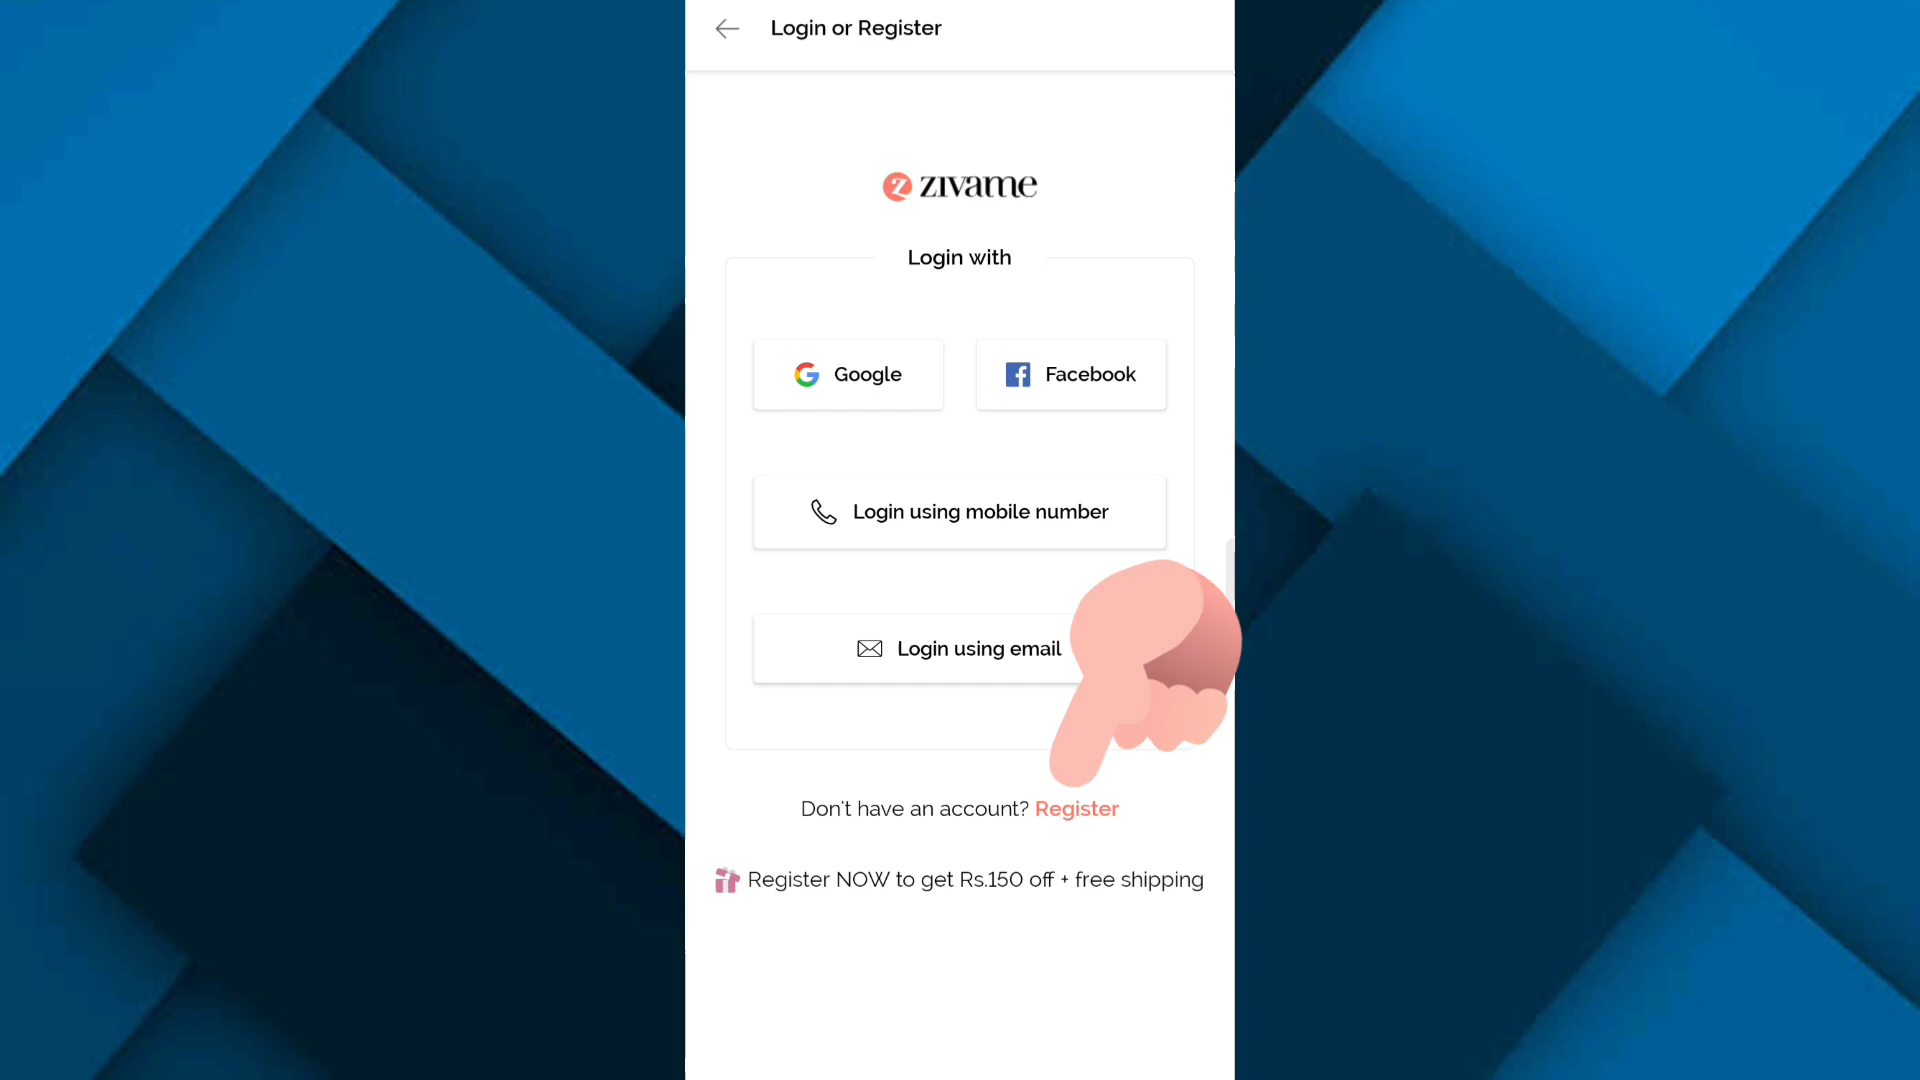 Login or Register
zivame
Login with
Google
Facebook
Login using mobile number
Login using email
Don't have an account? Register
Register NOW to get Rs.150 off + free shipping